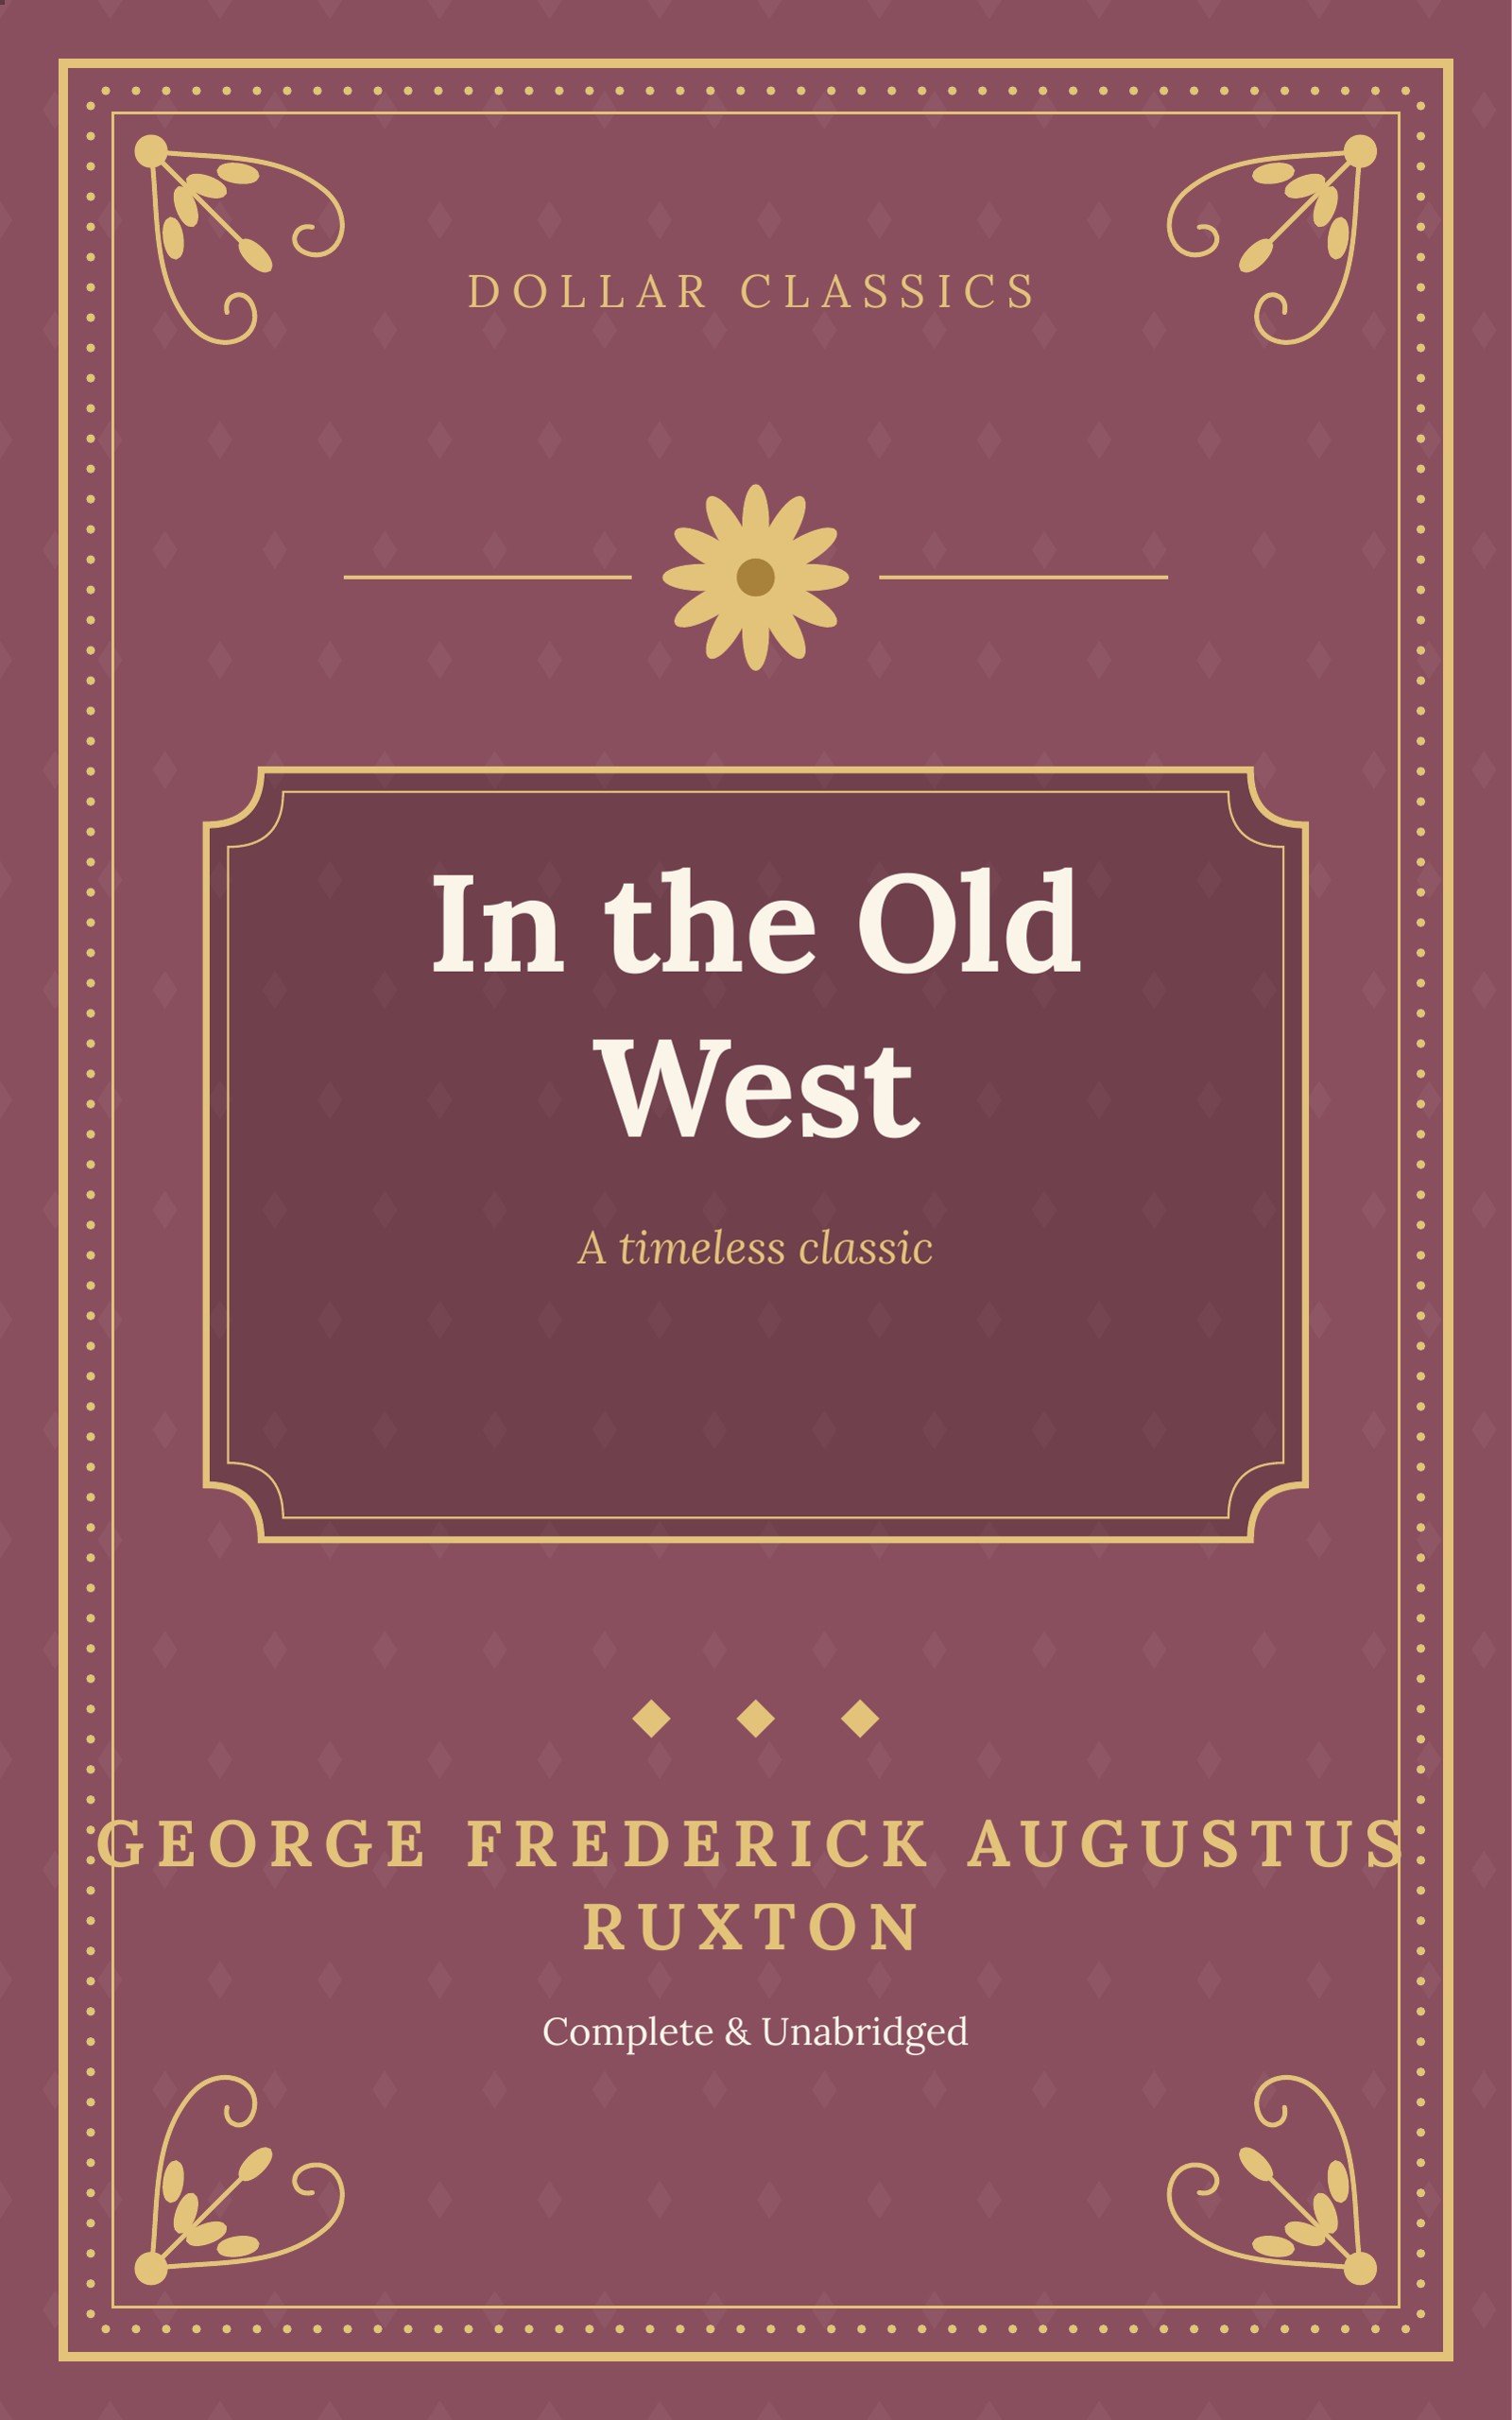 DOLLAR CLASSICS
In the Old
West
A timeless classic
GEORGE FREDERICK AUGUSTUS
RUXTON
Complete & Unabridged